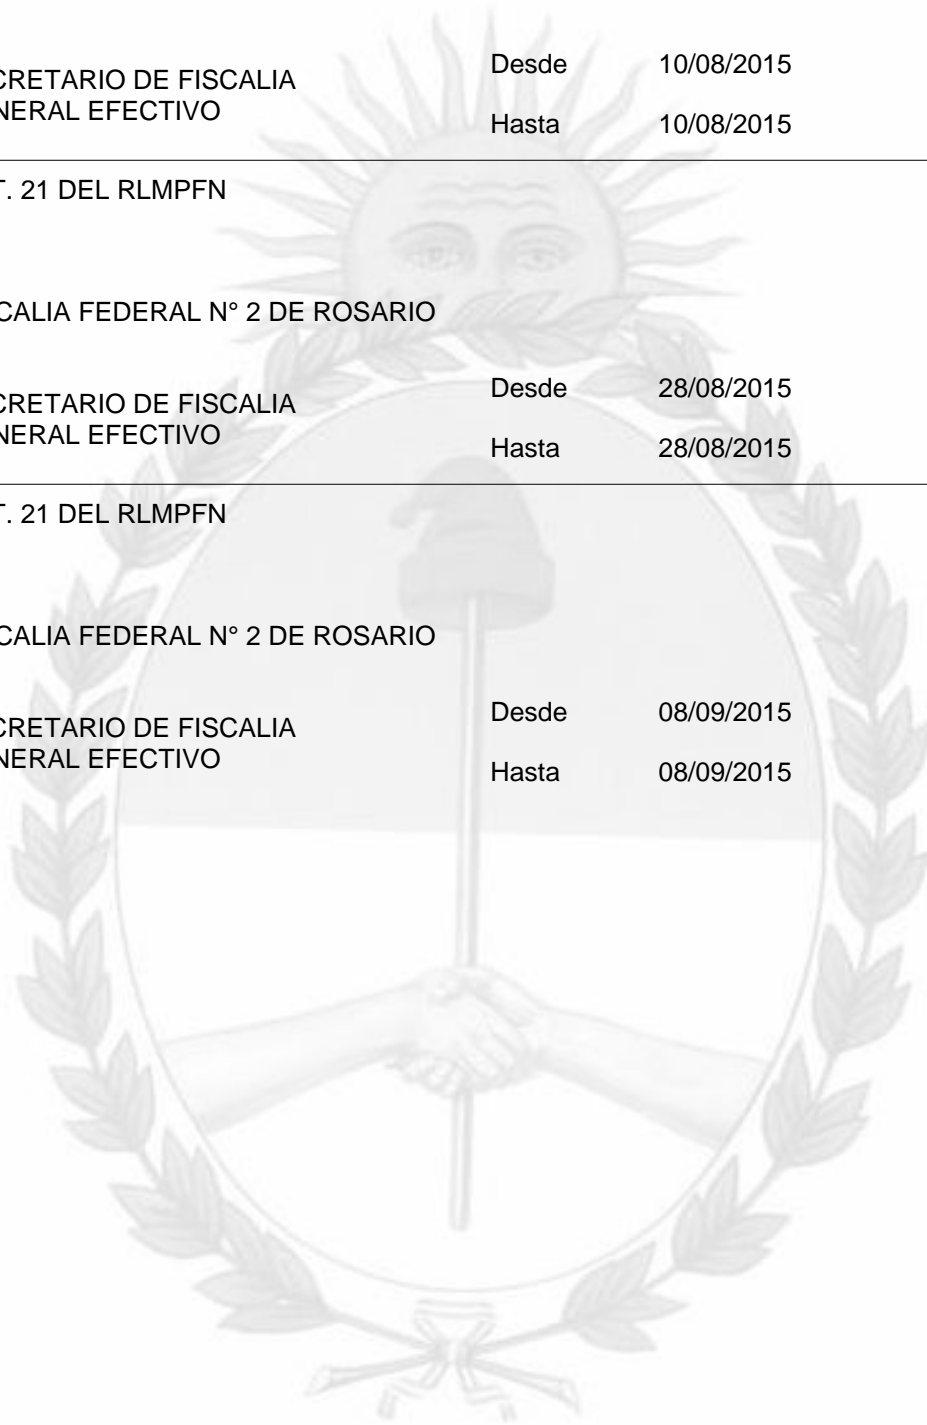 CRETARIO DE FISCALIA
NERAL EFECTIVO
Desde 10/08/2015
Hasta 10/08/2015
T. 21 DEL RLMPFN
CALIA FEDERAL N° 2 DE ROSARIO
CRETARIO DE FISCALIA
NERAL EFECTIVO
Desde 28/08/2015
Hasta 28/08/2015
T. 21 DEL RLMPFN
CALIA FEDERAL N° 2 DE ROSARIO
CRETARIO DE FISCALIA
NERAL EFECTIVO
Desde 08/09/2015
Hasta 08/09/2015